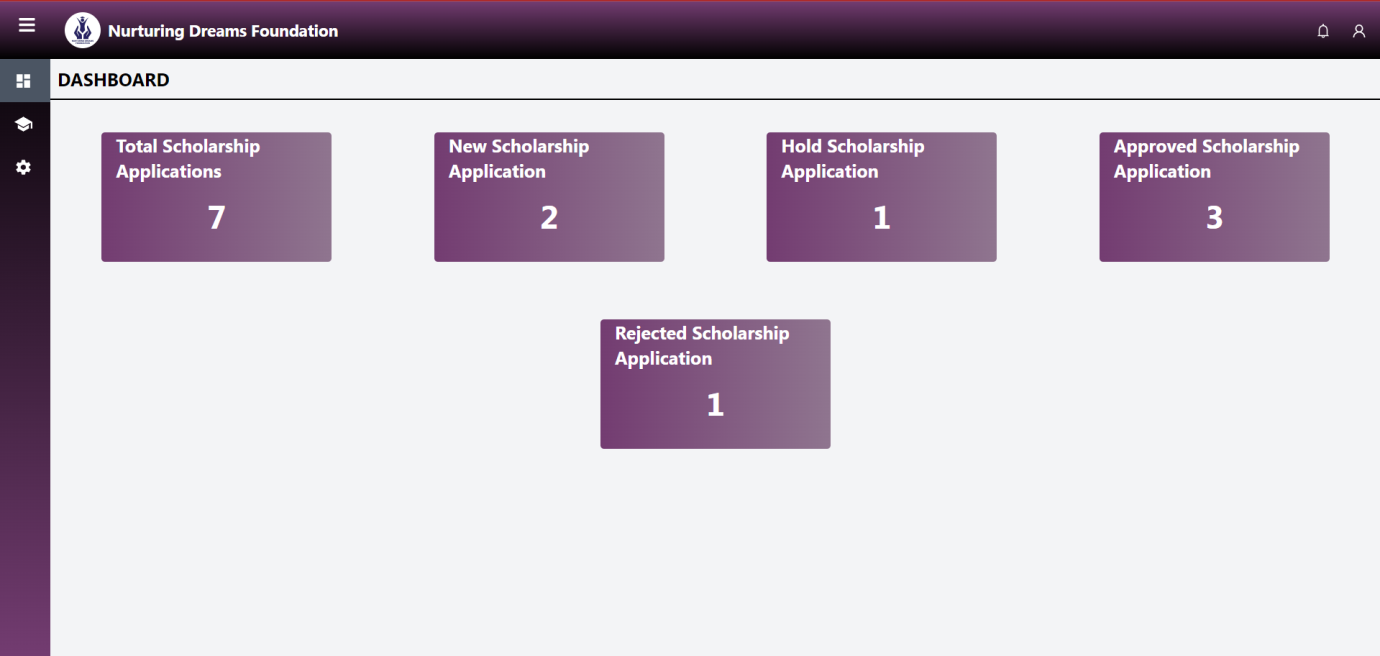 Nurturing Dreams Foundation
DASHBOARD
Total Scholarship
Applications
7
New Scholarship
Application
2
Hold Scholarship
Application
1
Approved Scholarship
Application
3
Rejected Scholarship
Application
1